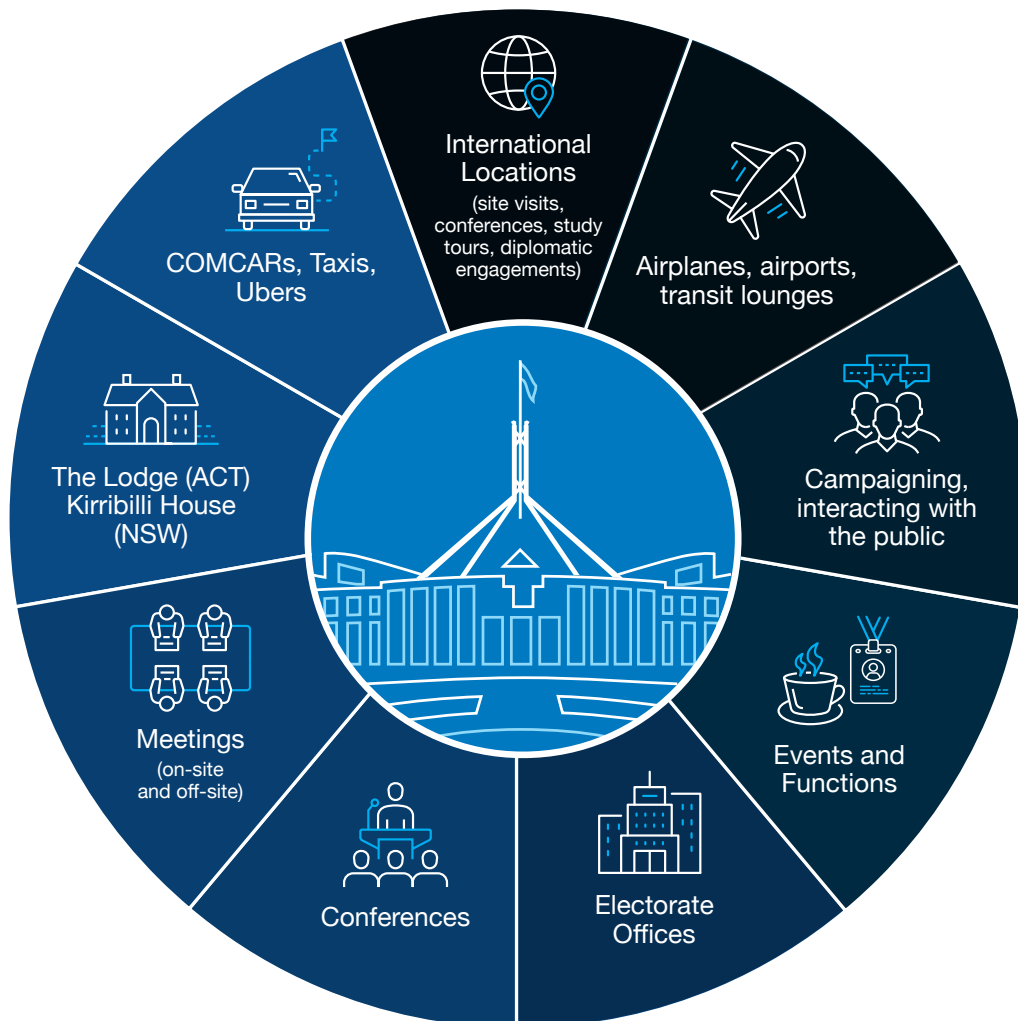 International
Locations
(site visits,
conferences, study
tours, diplomatic
engagements)
Airplanes, airports,
transit lounges
Campaigning,
interacting with
the public
Events and
Functions
Electorate
Offices
Conferences
Meetings
(on-site
and off-site)
The Lodge (ACT)
Kirribilli House
(NSW)
COMCARs, Taxis,
Ubers